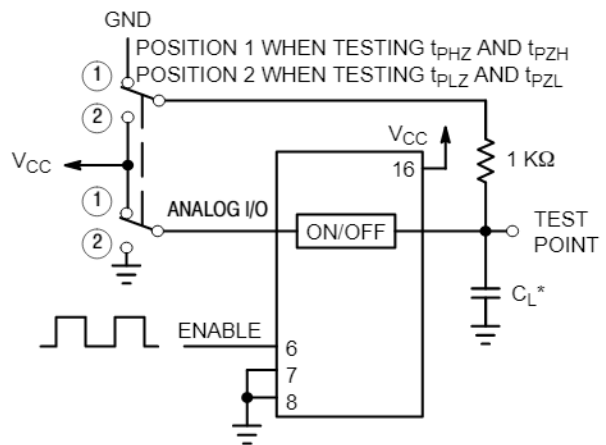 GND
POSITION 1 WHEN TESTING tPHZ AND tPZH
POSITION 2 WHEN TESTING tPLZ AND tPZL
1
2
VCC
VCC
16
1 KΩ
1
2
ANALOG I/O
ON/OFF
TEST
POINT
CL*
ENABLE
6
7
8